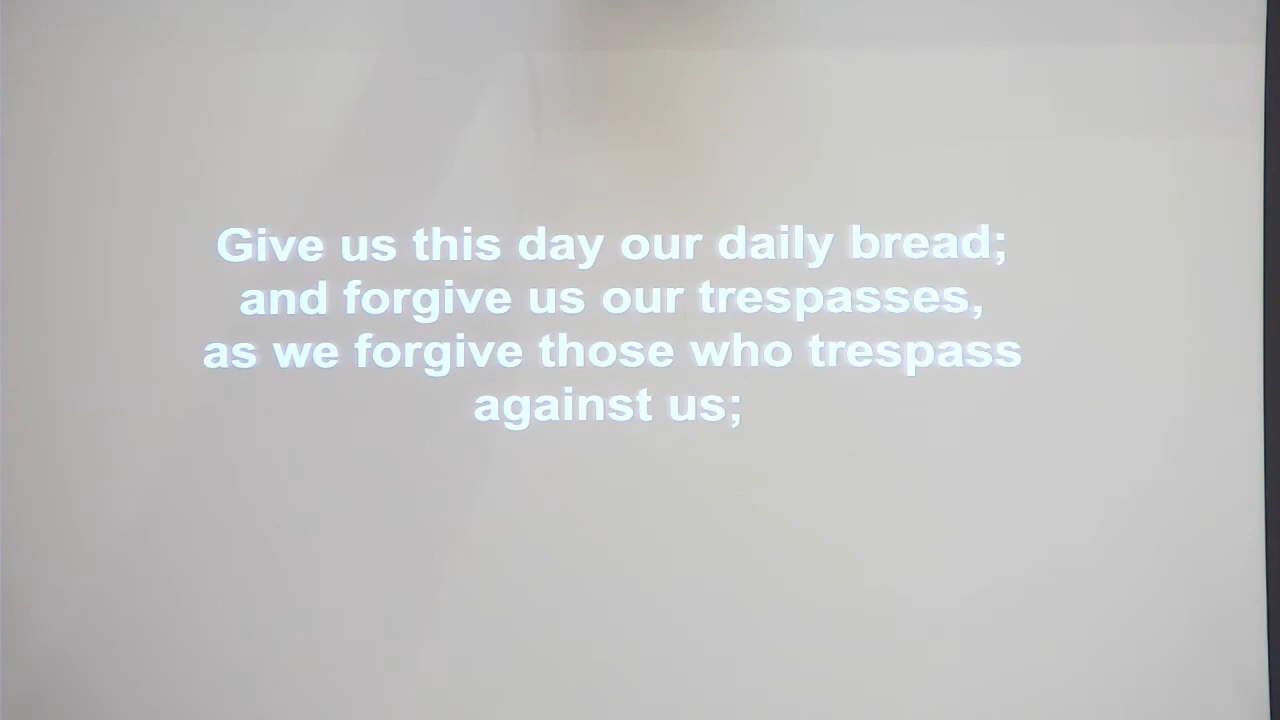 Give us this day our daily bread;
and forgive us our trespasses,
as we forgive those who trespass
against us;